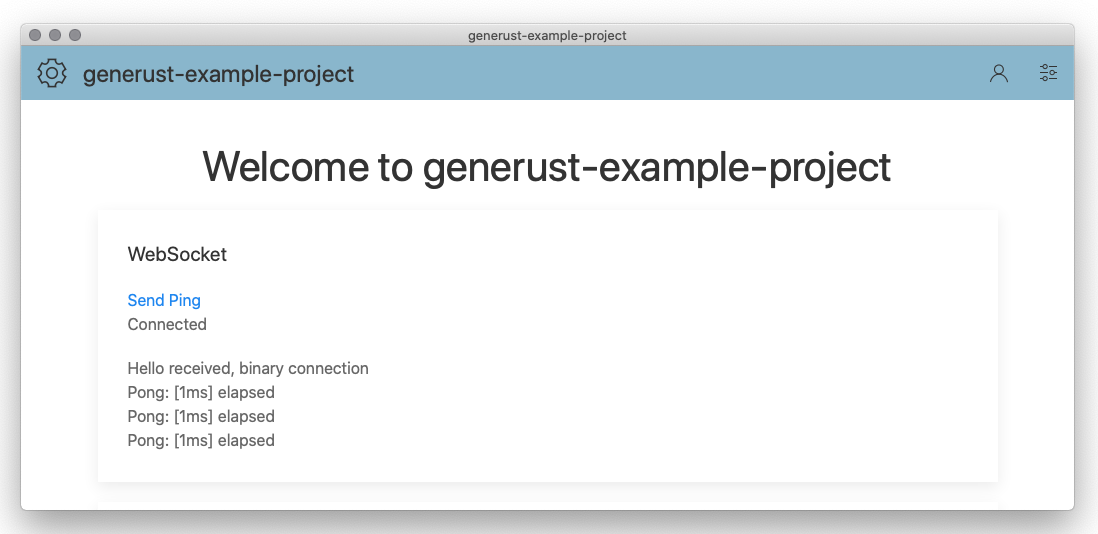 generust-example-project
generust-example-project
Welcome to generust-example-project
WebSocket
Send Ping
Connected
Hello received, binary connection
Pong: [1ms] elapsed
Pong: [1ms] elapsed
Pong: [1ms] elapsed